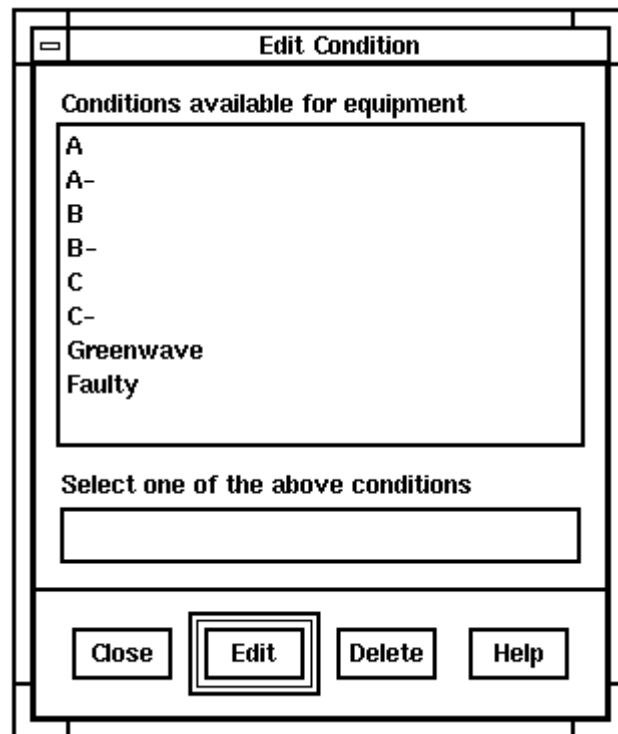 Edit Condition
Conditions available for equipment
A
A-
B
B-
C
C-
Greenwave
Faulty
Select one of the above conditions
Close Edit Delete Help